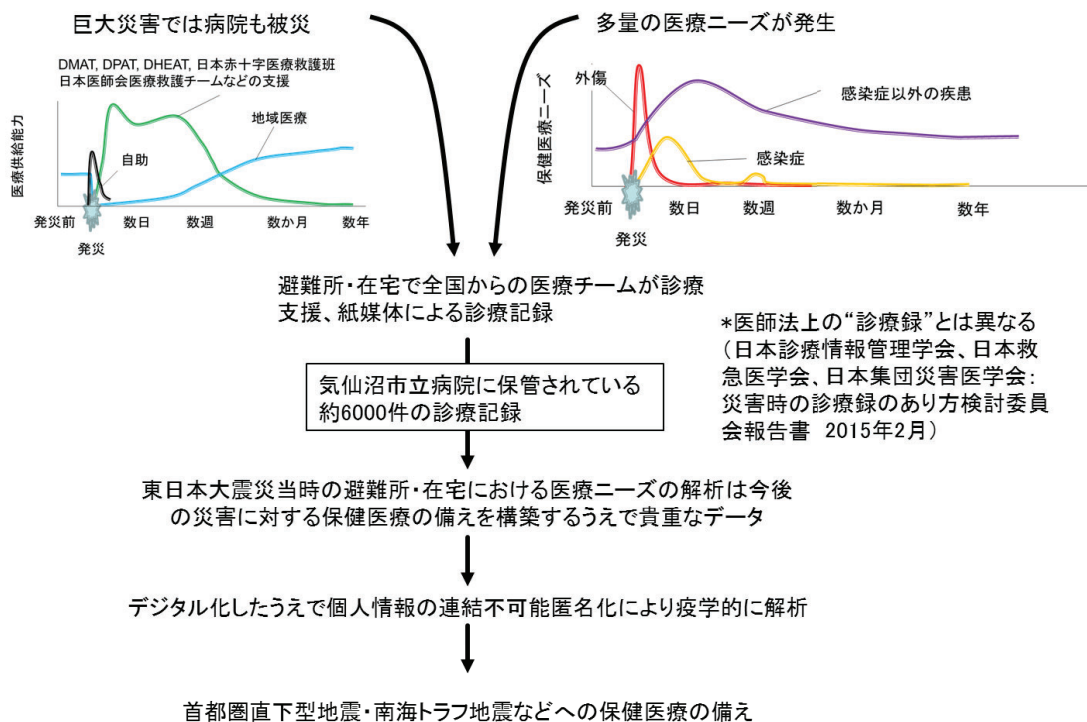 巨大災害では病院も被災
多量の医療ニーズが発生
DMAT, DPAT, DHEAT, 日本赤十字医療救護班
日本医師会医療救護チームなどの支援
医療供給能力
地域医療
自助
発災前
数日
数週
数か月
数年
発災
保健医療ニーズ
外傷
感染症以外の疾患
感染症
発災前
数日
数週
数か月
数年
発災
避難所・在宅で全国からの医療チームが診療
支援、紙媒体による診療記録
*医師法上の“診療録”とは異なる
（日本診療情報管理学会、日本救
急医学会、日本集団災害医学会：
災害時の診療録のあり方検討委員
会報告書 2015年2月）
気仙沼市立病院に保管されている
約6000件の診療記録
東日本大震災当時の避難所・在宅における医療ニーズの解析は今後
の災害に対する保健医療の備えを構築するうえで貴重なデータ
デジタル化したうえで個人情報の連結不可能匿名化により疫学的に解析
首都圏直下型地震・南海トラフ地震などへの保健医療の備え